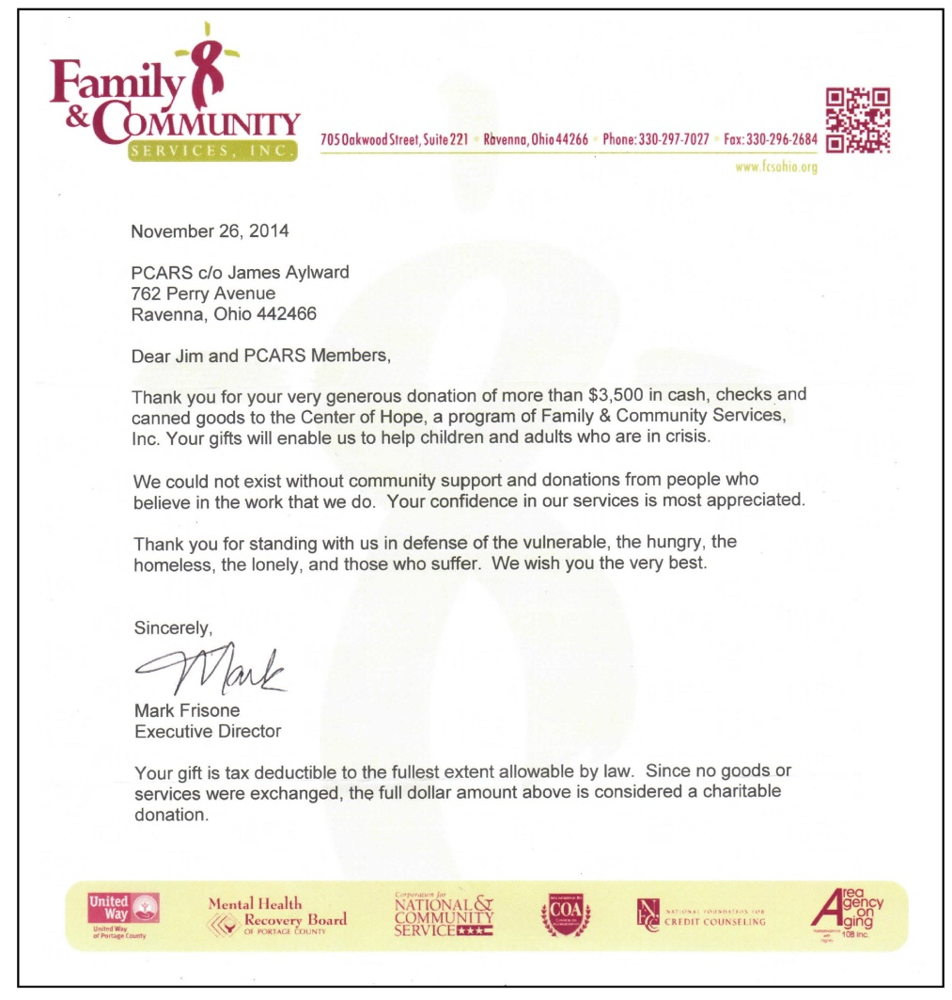 Family
& COMMUNITY
SERVICES, INC.
705 Oakwood Street, Suite 221 • Ravenna, Ohio 44266 • Phone: 330-297-7027 • Fax: 330-296-2684
www.fcsohio.org
November 26, 2014
PCARS c/o James Aylward
762 Perry Avenue
Ravenna, Ohio 442466
Dear Jim and PCARS Members,
Thank you for your very generous donation of more than $3,500 in cash, checks and
canned goods to the Center of Hope, a program of Family & Community Services,
Inc. Your gifts will enable us to help children and adults who are in crisis.
We could not exist without community support and donations from people who
believe in the work that we do.  Your confidence in our services is most appreciated.
Thank you for standing with us in defense of the vulnerable, the hungry, the
homeless, the lonely, and those who suffer.  We wish you the very best.
Sincerely,
Mark
Mark Frisone
Executive Director
Your gift is tax deductible to the fullest extent allowable by law.  Since no goods or
services were exchanged, the full dollar amount above is considered a charitable
donation.
United
Way
United Way
of Portage County
Mental Health
Recovery Board
OF PORTAGE COUNTY
Corporation for
NATIONAL &
COMMUNITY
SERVICE
COA
NFCC
NATIONAL FOUNDATION FOR
CREDIT COUNSELING
Area
Agency
on
Aging
10B Inc.